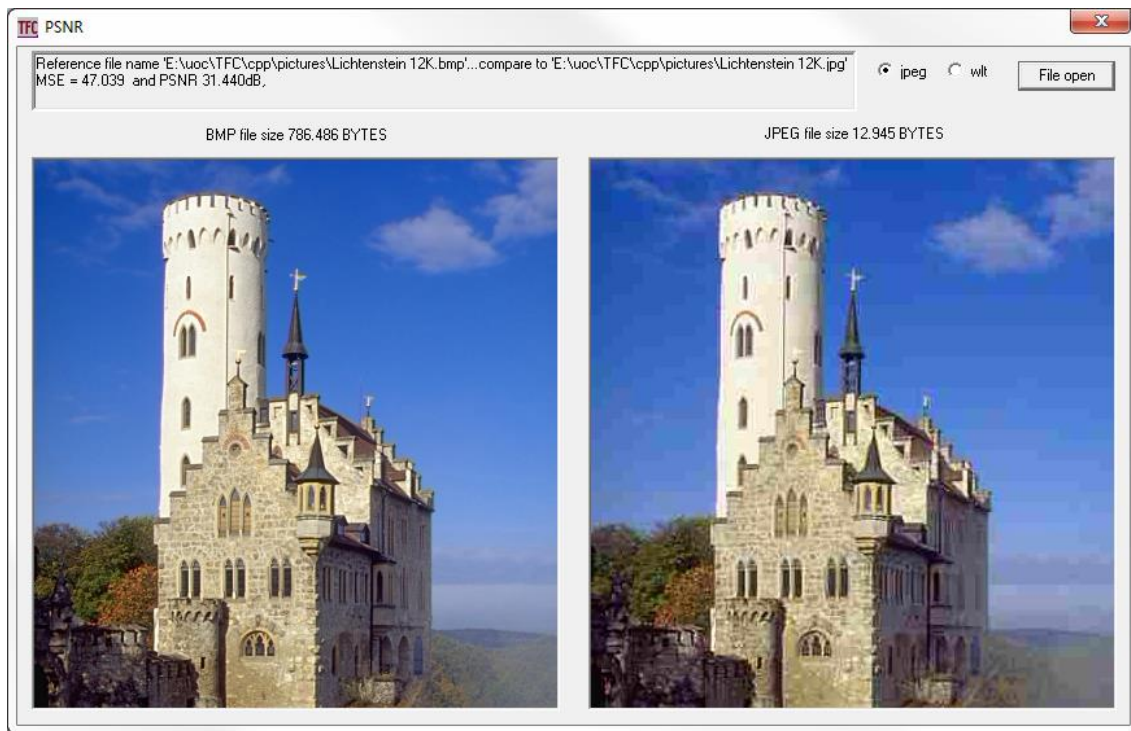 TFC PSNR
Reference file name 'E:\uoc\TFC\cpp\pictures\Lichtenstein 12K.bmp'...compare to 'E:\uoc\TFC\cpp\pictures\Lichtenstein 12K.jpg'
MSE = 47.039 and PSNR 31.440dB,
jpeg wlt File open
BMP file size 786.486 BYTES JPEG file size 12.945 BYTES